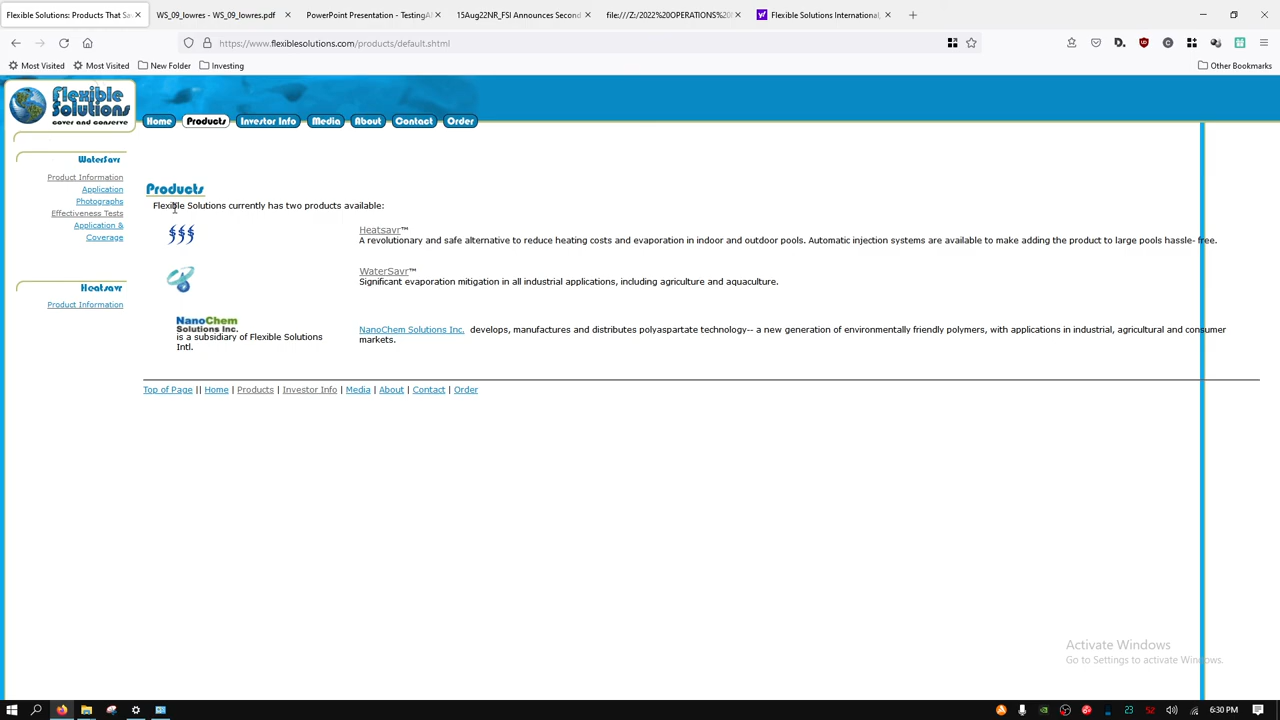 Flexible Solutions: Products That Sa
WS_09_lowres - WS_09_lowres.pdf
PowerPoint Presentation - TestingA
15Aug22NR_FSI Announces Second
file:///Z:/2022%20OPERATIONS%20
Flexible Solutions International,
https://www.flexiblesolutions.com/products/default.shtml
Most Visited
Most Visited
New Folder
Investing
Other Bookmarks
Flexible
Solutions
cover and conserve
Home
Products
Investor Info
Media
About
Contact
Order
WaterSavr
Product Information
Application
Photographs
Effectiveness Tests
Application &
Coverage
Heatsavr
Product Information
Products
Flexible Solutions currently has two products available:
Heatsavr™
A revolutionary and safe alternative to reduce heating costs and evaporation in indoor and outdoor pools. Automatic injection systems are available to make adding the product to large pools hassle- free.
WaterSavr™
Significant evaporation mitigation in all industrial applications, including agriculture and aquaculture.
NanoChem
Solutions Inc.
is a subsidiary of Flexible Solutions
Intl.
NanoChem Solutions Inc. develops, manufactures and distributes polyaspartate technology-- a new generation of environmentally friendly polymers, with applications in industrial, agricultural and consumer
markets.
Top of Page || Home | Products | Investor Info | Media | About | Contact | Order
Activate Windows
Go to Settings to activate Windows.
6:30 PM